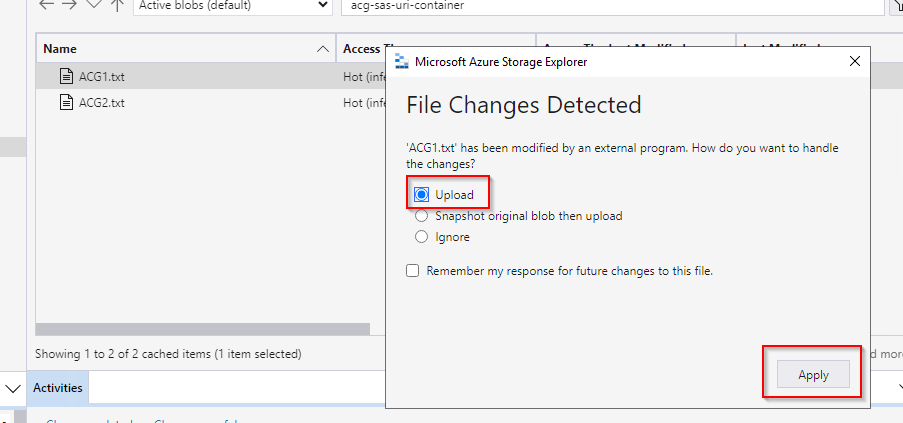 Active blobs (default)
acg-sas-uri-container
Name
Access
Last Modified
ACG1.txt
Hot (infe
ACG2.txt
Hot (infe
Microsoft Azure Storage Explorer
File Changes Detected
'ACG1.txt' has been modified by an external program. How do you want to handle
the changes?
Upload
Snapshot original blob then upload
Ignore
Remember my response for future changes to this file.
Apply
Showing 1 to 2 of 2 cached items (1 item selected)
d more
Activities